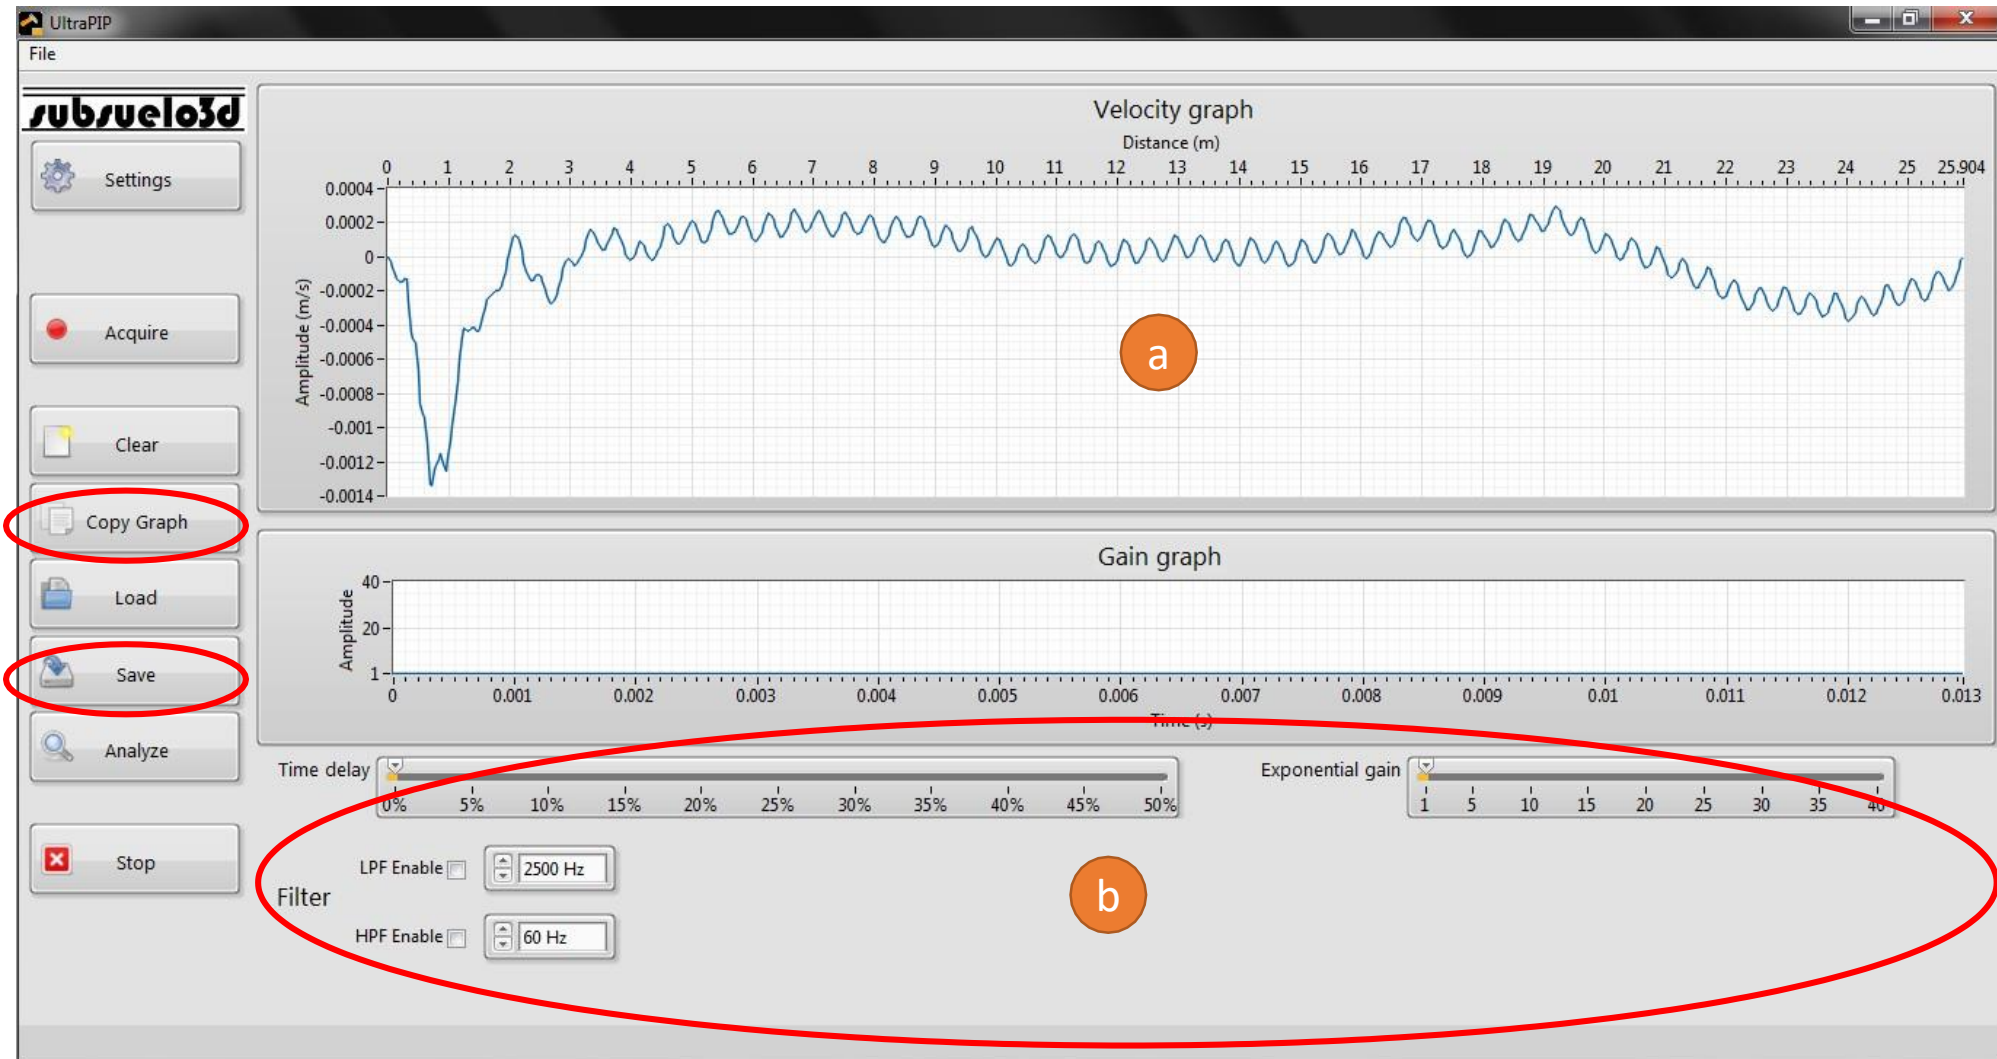 UltraPIP
File
subsuelo3d
Settings
Acquire
Clear
Copy Graph
Load
Save
Analyze
Stop
Velocity graph
Distance (m)
0 1 2 3 4 5 6 7 8 9 10 11 12 13 14 15 16 17 18 19 20 21 22 23 24 25 25.904
Amplitude (m/s)
0.0004
0.0002
0
-0.0002
-0.0004
-0.0006
-0.0008
-0.001
-0.0012
-0.0014
a
Gain graph
Amplitude
40
20
1
0 0.001 0.002 0.003 0.004 0.005 0.006 0.007 0.008 0.009 0.01 0.011 0.012 0.013
Time (s)
Time delay
0% 5% 10% 15% 20% 25% 30% 35% 40% 45% 50%
Exponential gain
1 5 10 15 20 25 30 35 40
LPF Enable 2500 Hz
Filter
HPF Enable 60 Hz
b